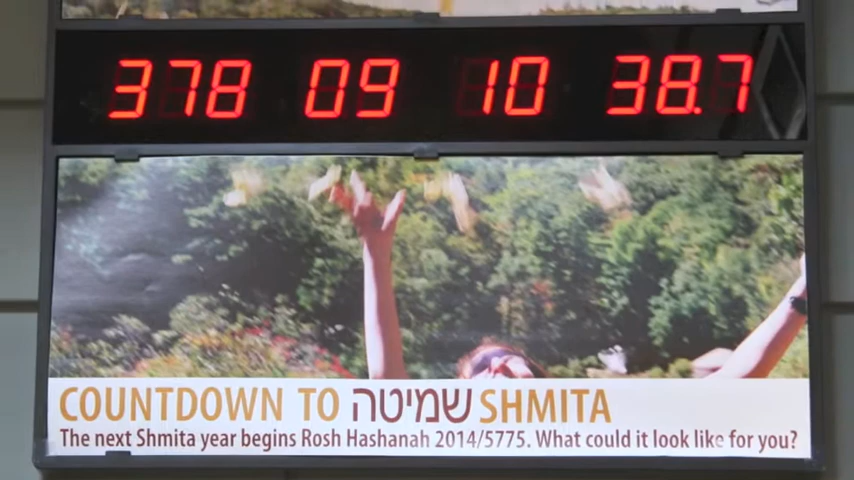 378 09 10 38.7
COUNTDOWN TO שמיטה SHMITA
The next Shmita year begins Rosh Hashanah 2014/5775. What could it look like for you?